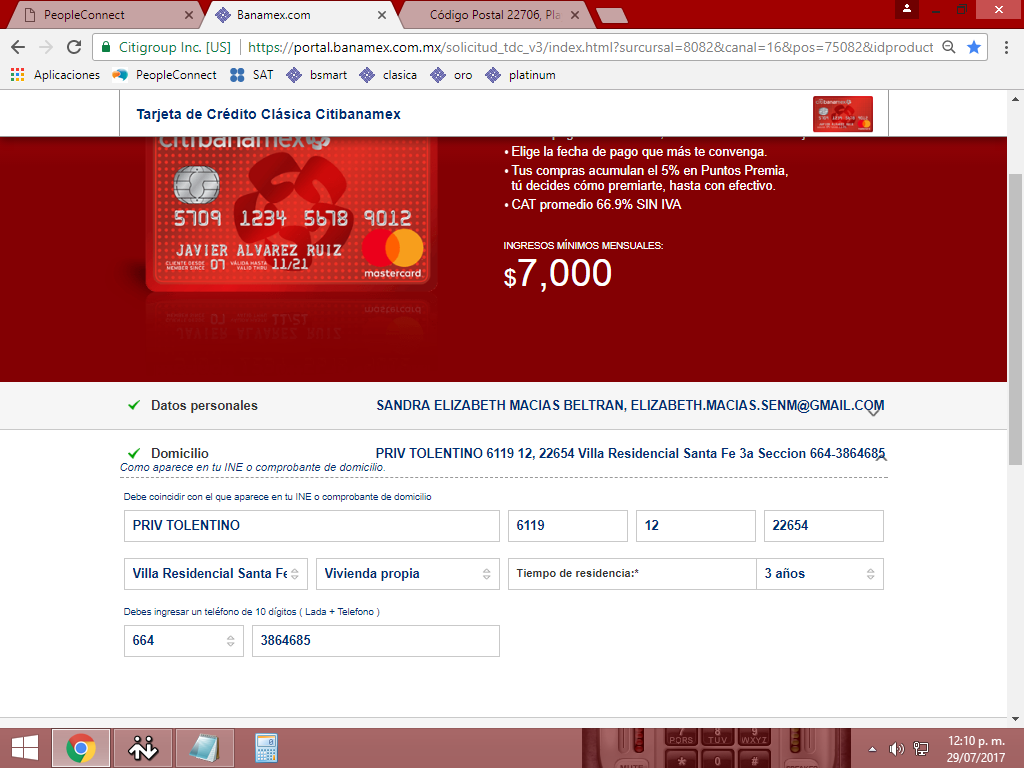 PeopleConnect
Banamex.com
Código Postal 22706, Pla
Citigroup Inc. [US]
https://portal.banamex.com.mx/solicitud_tdc_v3/index.html?surcursal=8082&canal=16&pos=75082&idproduct
Aplicaciones PeopleConnect SAT bsmart clasica oro platinum
Tarjeta de Crédito Clásica Citibanamex
citibanamex
5709 1234 5678 9012
JAVIER ALVAREZ RUIZ
CLIENTE DESDE MEMBER SINCE 07 VÁLIDA HASTA VALID THRU 11/21
mastercard
• Elige la fecha de pago que más te convenga.
• Tus compras acumulan el 5% en Puntos Premia,
tú decides cómo premiarte, hasta con efectivo.
• CAT promedio 66.9% SIN IVA
INGRESOS MÍNIMOS MENSUALES:
$7,000
Datos personales
SANDRA ELIZABETH MACIAS BELTRAN, ELIZABETH.MACIAS.SENM@GMAIL.COM
Domicilio
PRIV TOLENTINO 6119 12, 22654 Villa Residencial Santa Fe 3a Seccion 664-3864685
Como aparece en tu INE o comprobante de domicilio.
Debe coincidir con el que aparece en tu INE o comprobante de domicilio
PRIV TOLENTINO 6119 12 22654
Villa Residencial Santa Fe Vivienda propia Tiempo de residencia:* 3 años
Debes ingresar un teléfono de 10 dígitos ( Lada + Telefono )
664 3864685
PQRS TUV WXYZ
* 0 #
MUTE
12:10 p. m.
29/07/2017